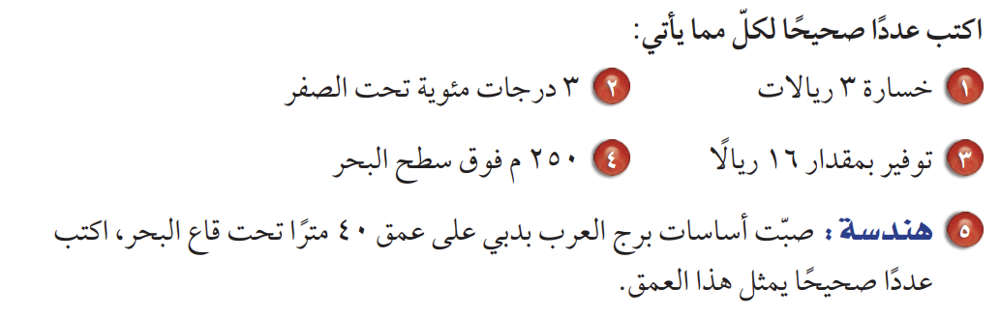 اكتب عددًا صحيحًا لكلّ مما يأتي:
١ خسارة ٣ ريالات ٢ ٣ درجات مئوية تحت الصفر
٣ توفير بمقدار ١٦ ريالًا ٤ ٢٥٠ م فوق سطح البحر
٥ هندسة: صبّت أساسات برج العرب بدبي على عمق ٤٠ مترًا تحت قاع البحر، اكتب
عددًا صحيحًا يمثل هذا العمق.